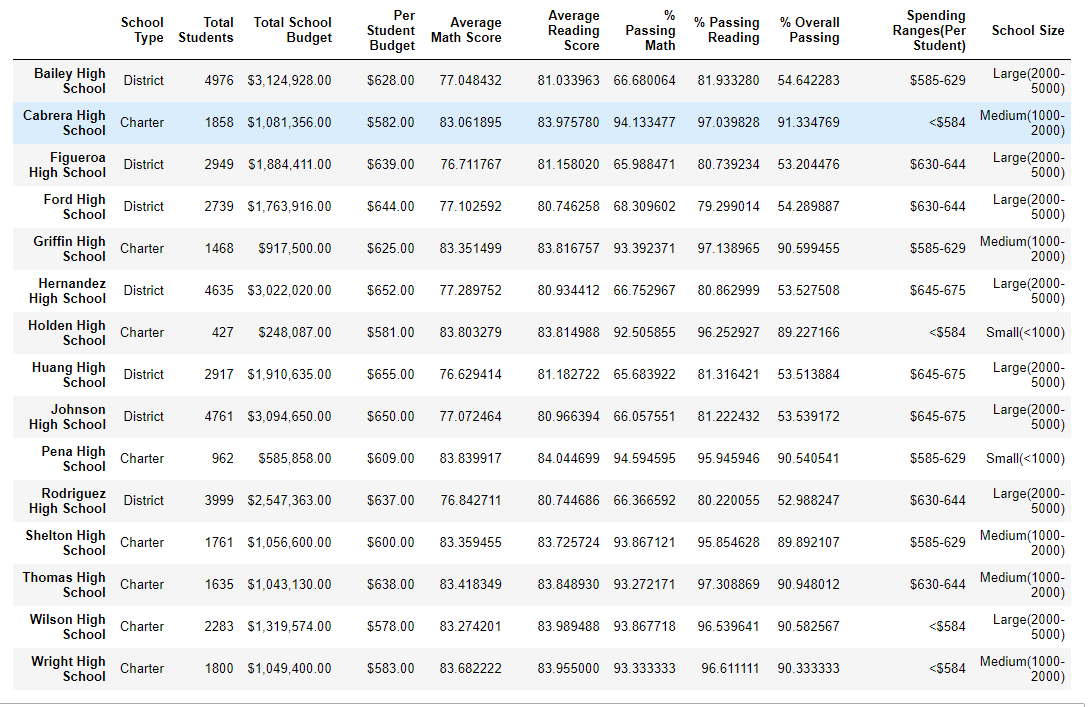 School Type Total Students Total School Budget Per Student Budget Average Math Score Average Reading Score % Passing Math % Passing Reading % Overall Passing Spending Ranges(Per Student) School Size
Bailey High School District 4976 $3,124,928.00 $628.00 77.048432 81.033963 66.680064 81.933280 54.642283 $585-629 Large(2000-5000)
Cabrera High School Charter 1858 $1,081,356.00 $582.00 83.061895 83.975780 94.133477 97.039828 91.334769 <$584 Medium(1000-2000)
Figueroa High School District 2949 $1,884,411.00 $639.00 76.711767 81.158020 65.988471 80.739234 53.204476 $630-644 Large(2000-5000)
Ford High School District 2739 $1,763,916.00 $644.00 77.102592 80.746258 68.309602 79.299014 54.289887 $630-644 Large(2000-5000)
Griffin High School Charter 1468 $917,500.00 $625.00 83.351499 83.816757 93.392371 97.138965 90.599455 $585-629 Medium(1000-2000)
Hernandez High School District 4635 $3,022,020.00 $652.00 77.289752 80.934412 66.752967 80.862999 53.527508 $645-675 Large(2000-5000)
Holden High School Charter 427 $248,087.00 $581.00 83.803279 83.814988 92.505855 96.252927 89.227166 <$584 Small(<1000)
Huang High School District 2917 $1,910,635.00 $655.00 76.629414 81.182722 65.683922 81.316421 53.513884 $645-675 Large(2000-5000)
Johnson High School District 4761 $3,094,650.00 $650.00 77.072464 80.966394 66.057551 81.222432 53.539172 $645-675 Large(2000-5000)
Pena High School Charter 962 $585,858.00 $609.00 83.839917 84.044699 94.594595 95.945946 90.540541 $585-629 Small(<1000)
Rodriguez High School District 3999 $2,547,363.00 $637.00 76.842711 80.744686 66.366592 80.220055 52.988247 $630-644 Large(2000-5000)
Shelton High School Charter 1761 $1,056,600.00 $600.00 83.359455 83.725724 93.867121 95.854628 89.892107 $585-629 Medium(1000-2000)
Thomas High School Charter 1635 $1,043,130.00 $638.00 83.418349 83.848930 93.272171 97.308869 90.948012 $630-644 Medium(1000-2000)
Wilson High School Charter 2283 $1,319,574.00 $578.00 83.274201 83.989488 93.867718 96.539641 90.582567 <$584 Large(2000-5000)
Wright High School Charter 1800 $1,049,400.00 $583.00 83.682222 83.955000 93.333333 96.611111 90.333333 <$584 Medium(1000-2000)